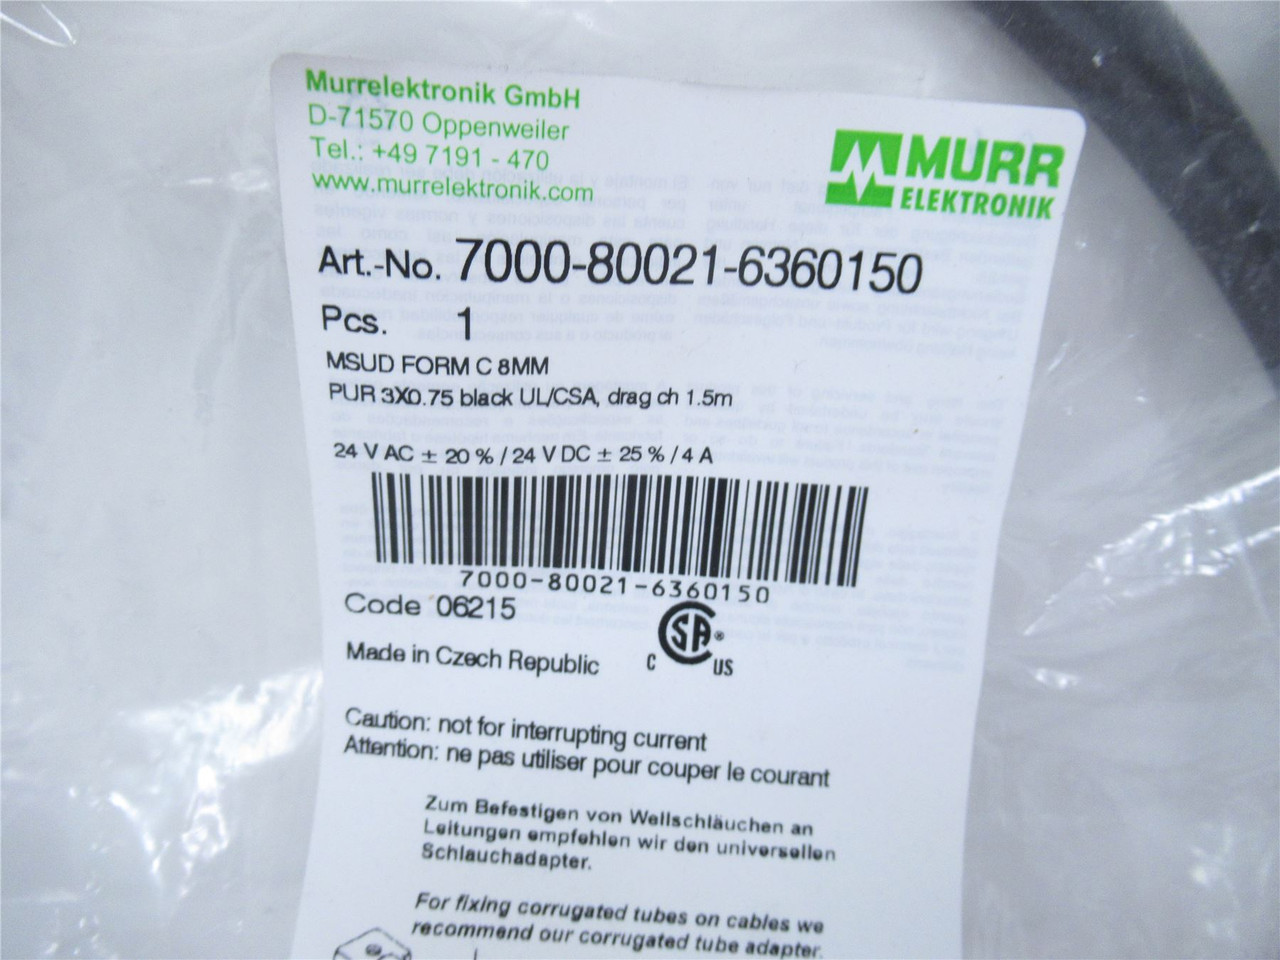 Murrelektronik GmbH
D-71570 Oppenweiler
Tel.: +49 7191 - 470
www.murrelektronik.com
MURR
ELEKTRONIK
Art.-No. 7000-80021-6360150
Pcs. 1
MSUD FORM C 8MM
PUR 3X0.75 black UL/CSA, drag ch 1.5m
24 V AC ± 20 % / 24 V DC ± 25 % / 4 A
7000-80021-6360150
Code 06215
C SA ® US
Made in Czech Republic
Caution: not for interrupting current
Attention: ne pas utiliser pour couper le courant
Zum Befestigen von Wellschläuchen an
Leitungen empfehlen wir den universellen
Schlauchadapter.
For fixing corrugated tubes on cables we
recommend our corrugated tube adapter.